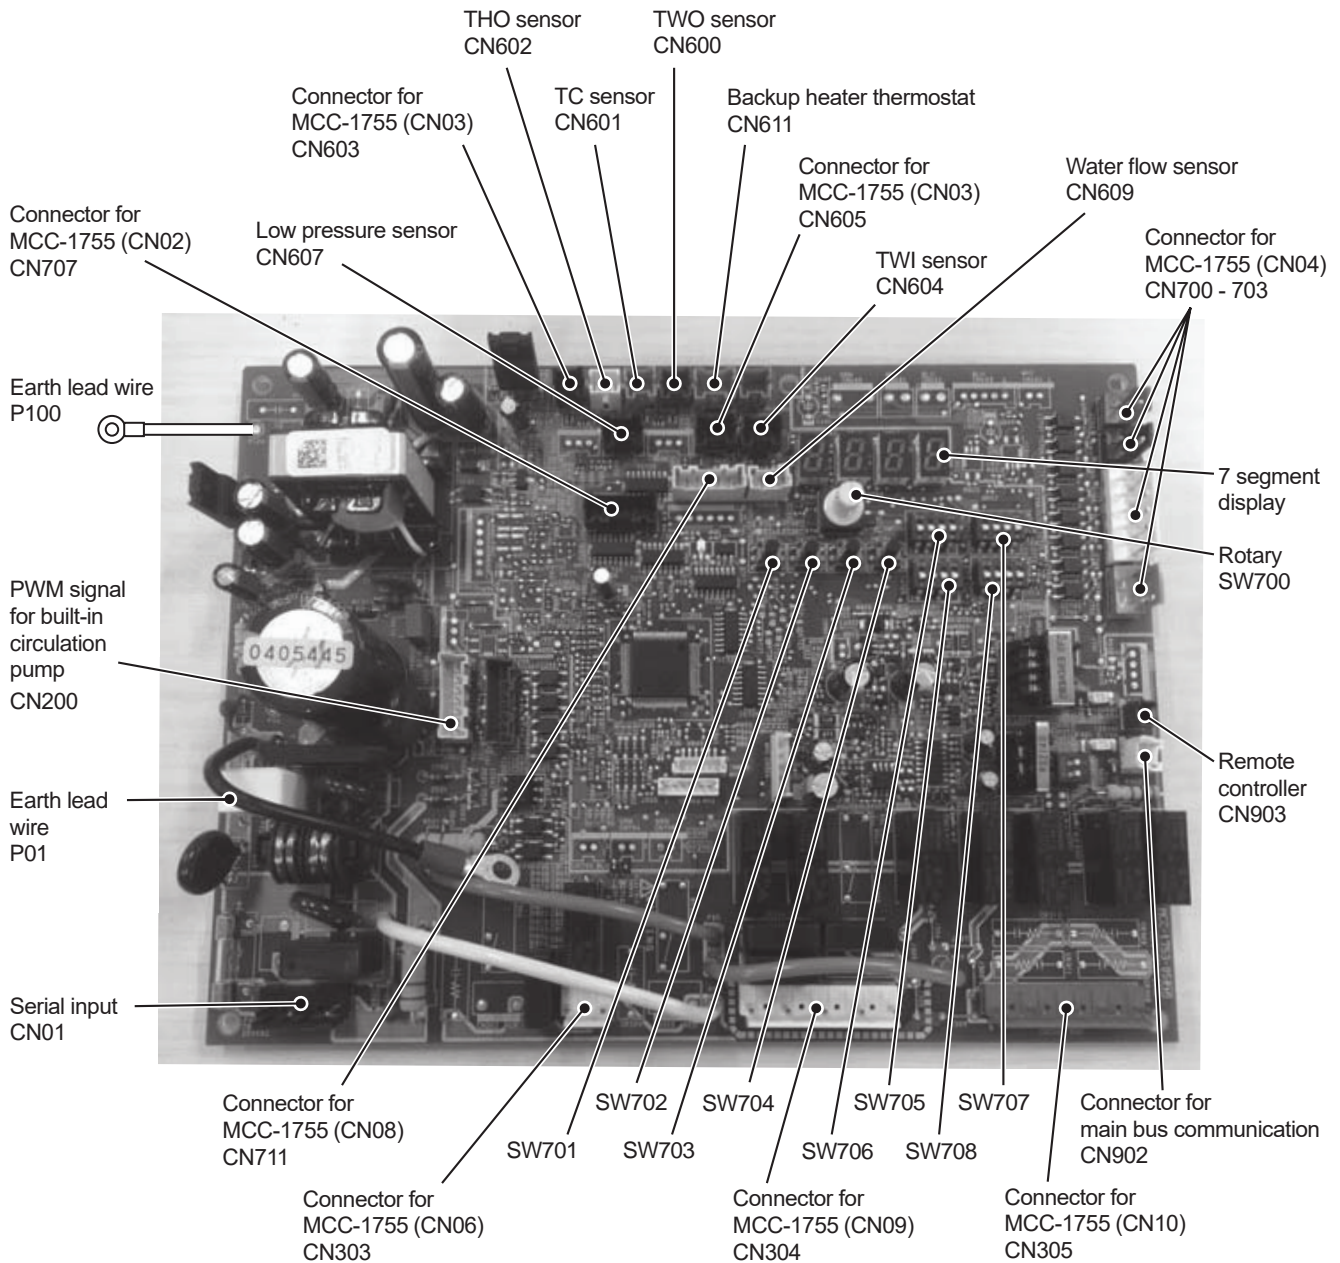 THO sensor
CN602
TWO sensor
CN600
Connector for
MCC-1755 (CN03)
CN603
TC sensor
CN601
Backup heater thermostat
CN611
Connector for
MCC-1755 (CN03)
CN605
Water flow sensor
CN609
Connector for
MCC-1755 (CN02)
CN707
Low pressure sensor
CN607
TWI sensor
CN604
Connector for
MCC-1755 (CN04)
CN700 - 703
Earth lead wire
P100
7 segment
display
Rotary
SW700
PWM signal
for built-in
circulation
pump
CN200
0405445
Remote
controller
CN903
Earth lead
wire
P01
Serial input
CN01
Connector for
MCC-1755 (CN08)
CN711
SW701
SW702
SW703
SW704
SW705
SW706
SW707
SW708
Connector for
main bus communication
CN902
Connector for
MCC-1755 (CN06)
CN303
Connector for
MCC-1755 (CN09)
CN304
Connector for
MCC-1755 (CN10)
CN305